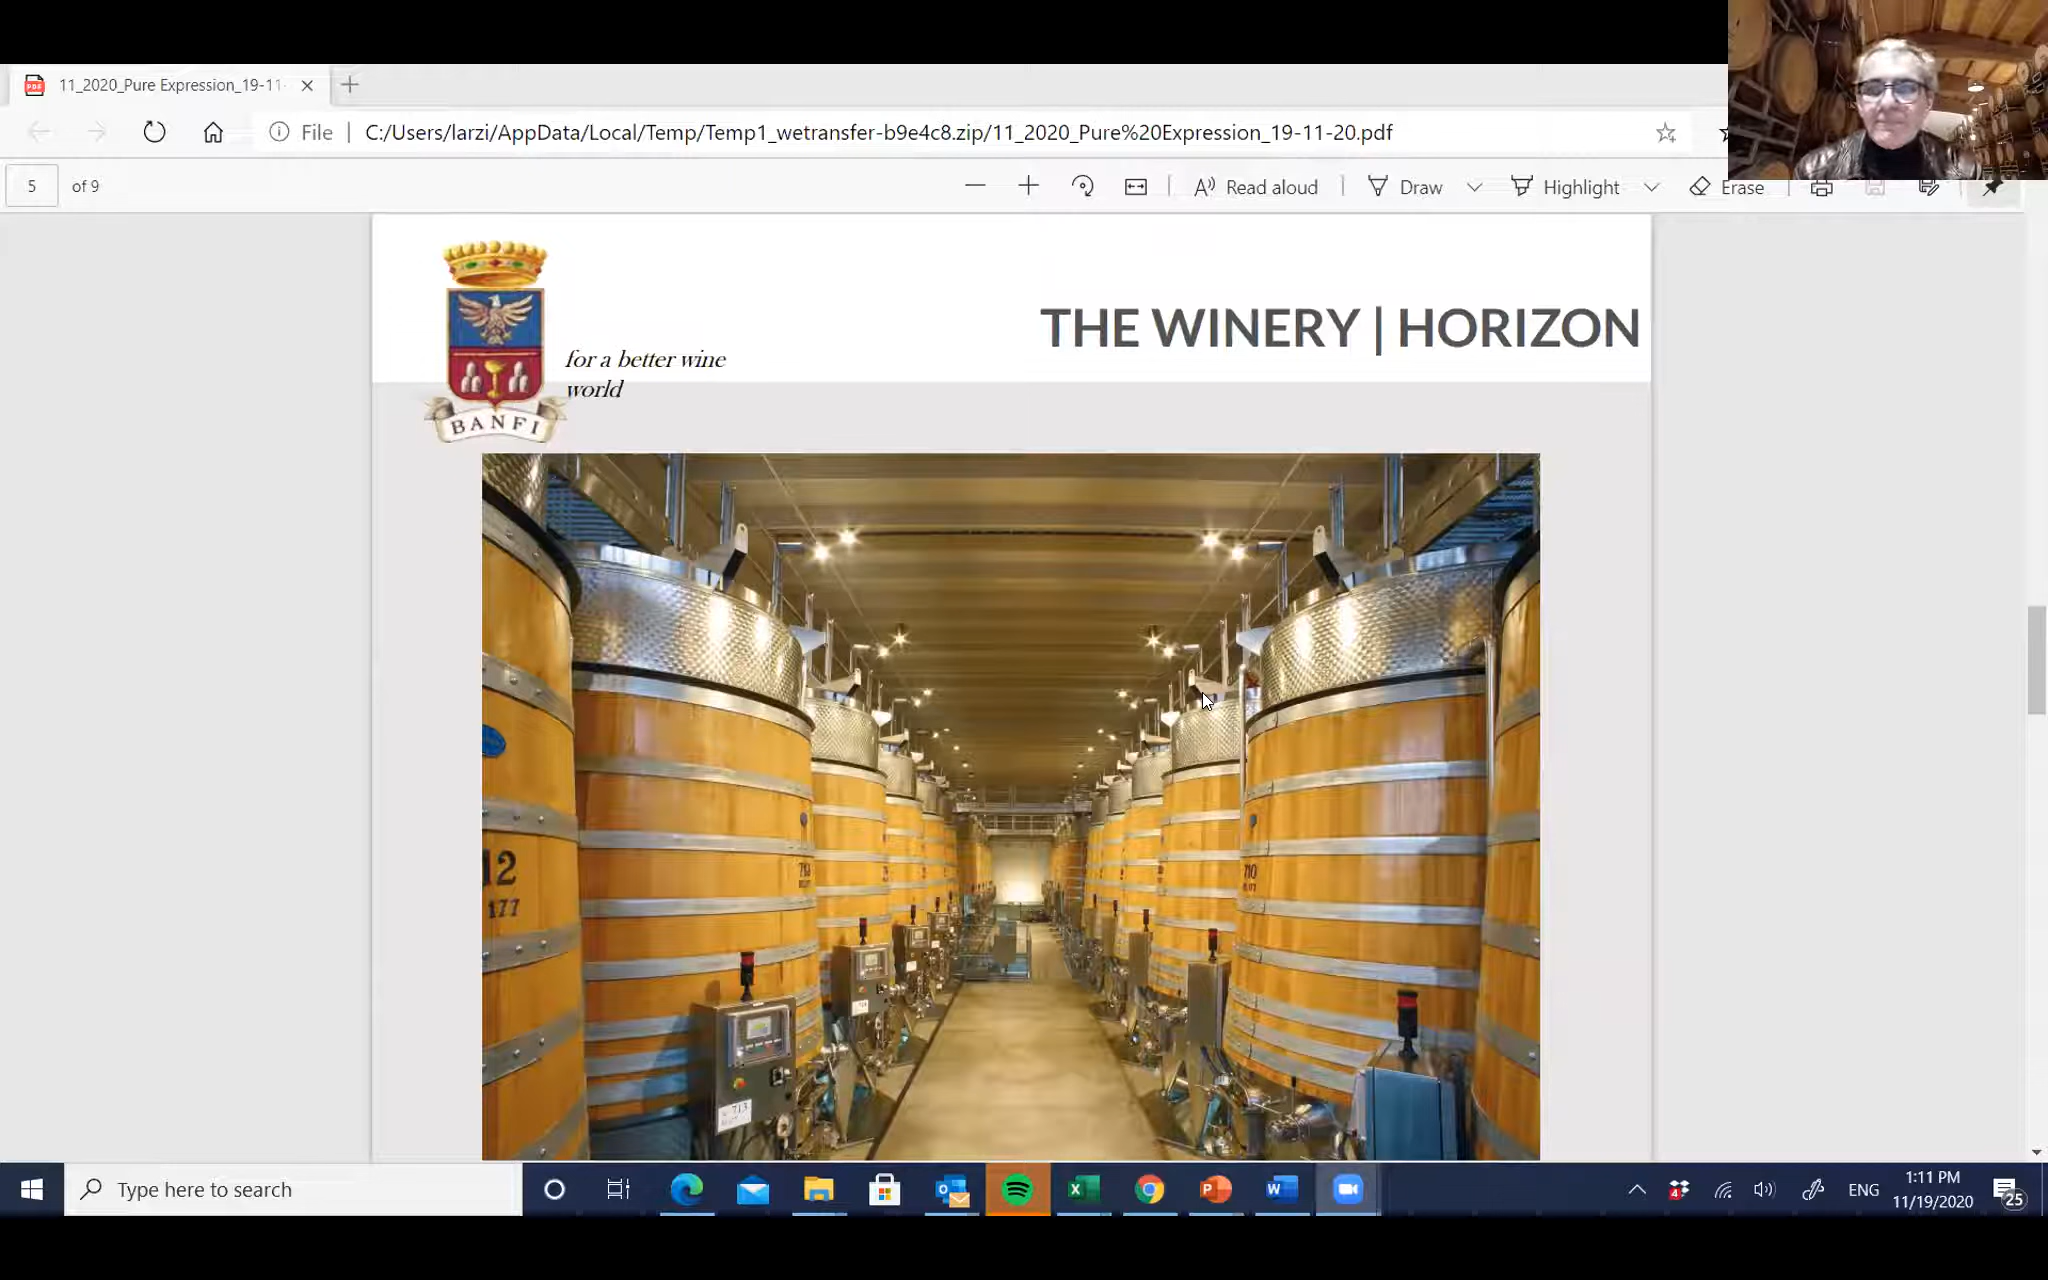 11_2020_Pure Expression_19-11-
File
C:/Users/larzi/AppData/Local/Temp/Temp1_wetransfer-b9e4c8.zip/11_2020_Pure%20Expression_19-11-20.pdf
5 of 9
Read aloud
Draw
Highlight
Erase
BANFI
for a better wine
world
THE WINERY | HORIZON
12
177
710
713
Type here to search
ENG
1:11 PM
11/19/2020
25